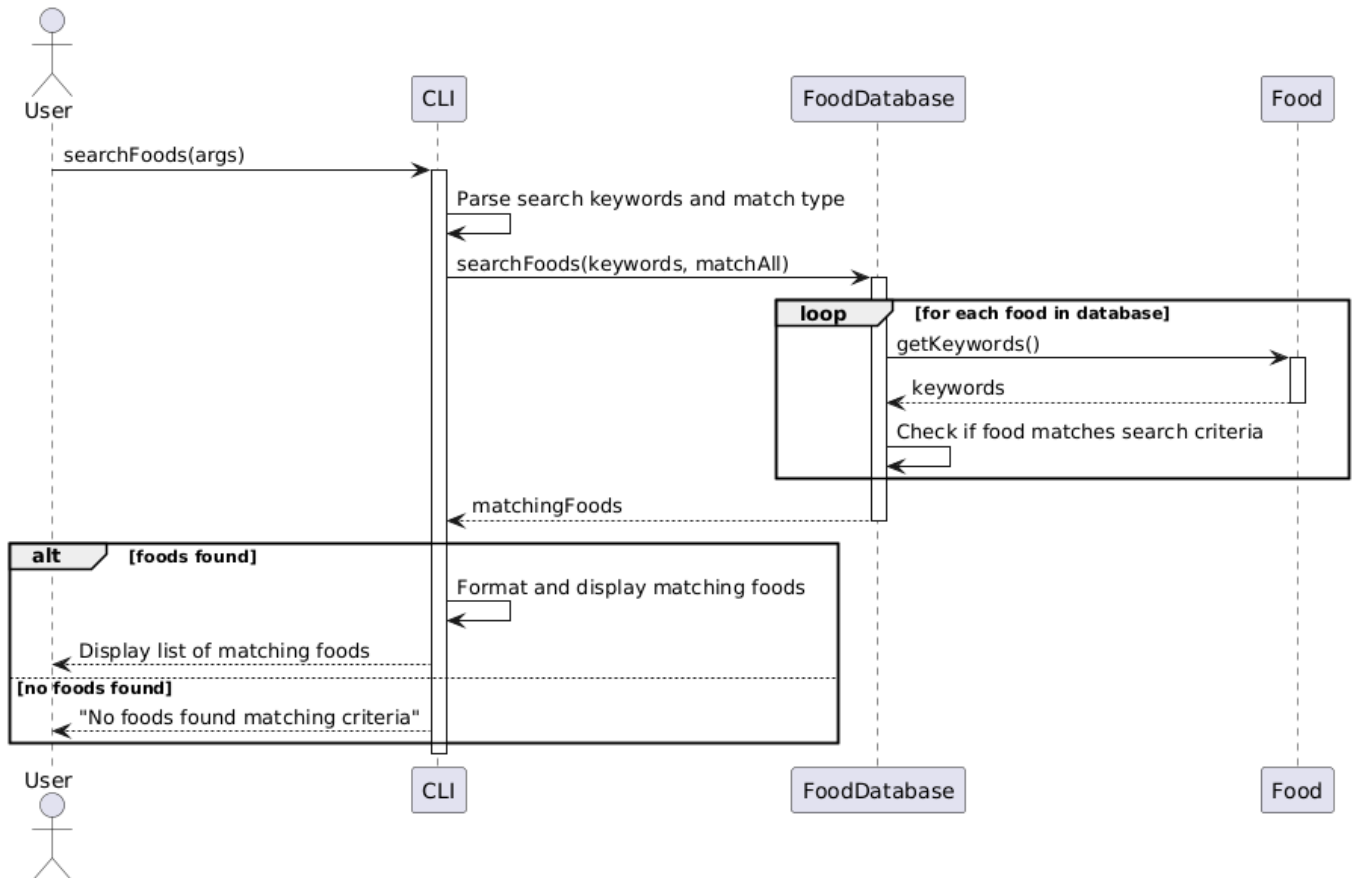 User
CLI
FoodDatabase
Food
searchFoods(args)
Parse search keywords and match type
searchFoods(keywords, matchAll)
loop
[for each food in database]
getKeywords()
keywords
Check if food matches search criteria
matchingFoods
alt
[foods found]
Format and display matching foods
Display list of matching foods
[no foods found]
"No foods found matching criteria"
User
CLI
FoodDatabase
Food